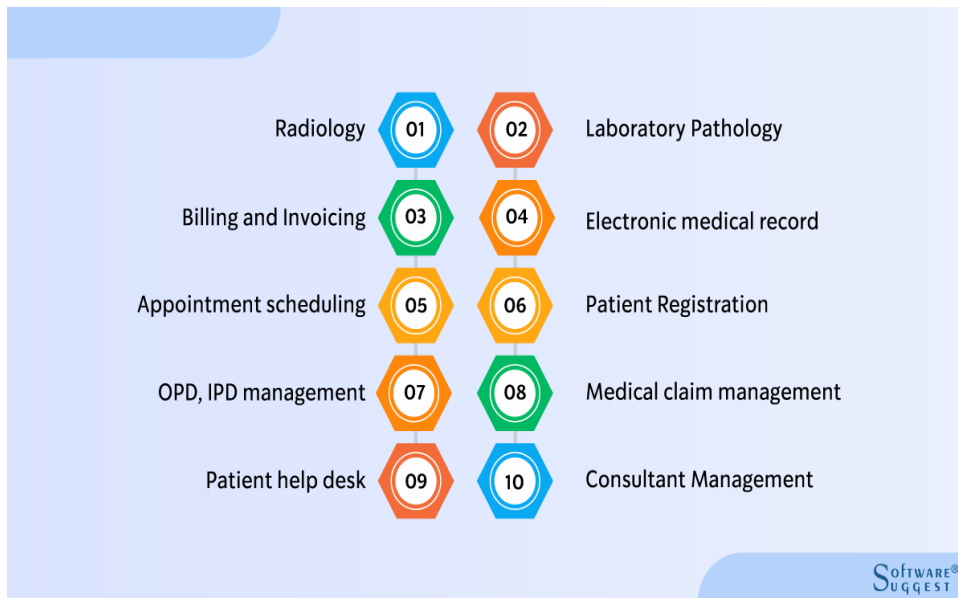 Radiology 01 02 Laboratory Pathology
Billing and Invoicing 03 04 Electronic medical record
Appointment scheduling 05 06 Patient Registration
OPD, IPD management 07 08 Medical claim management
Patient help desk 09 10 Consultant Management
SOFTWARE®
SUGGEST